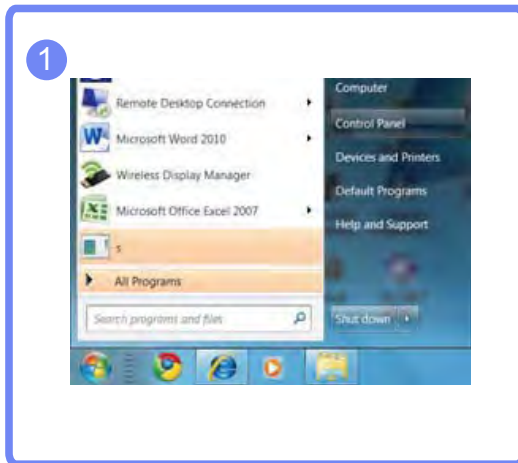 1
Remote Desktop Connection
Microsoft Word 2010
Wireless Display Manager
Microsoft Office Excel 2007
s
All Programs
Search programs and files
Computer
Control Panel
Devices and Printers
Default Programs
Help and Support
Shut down